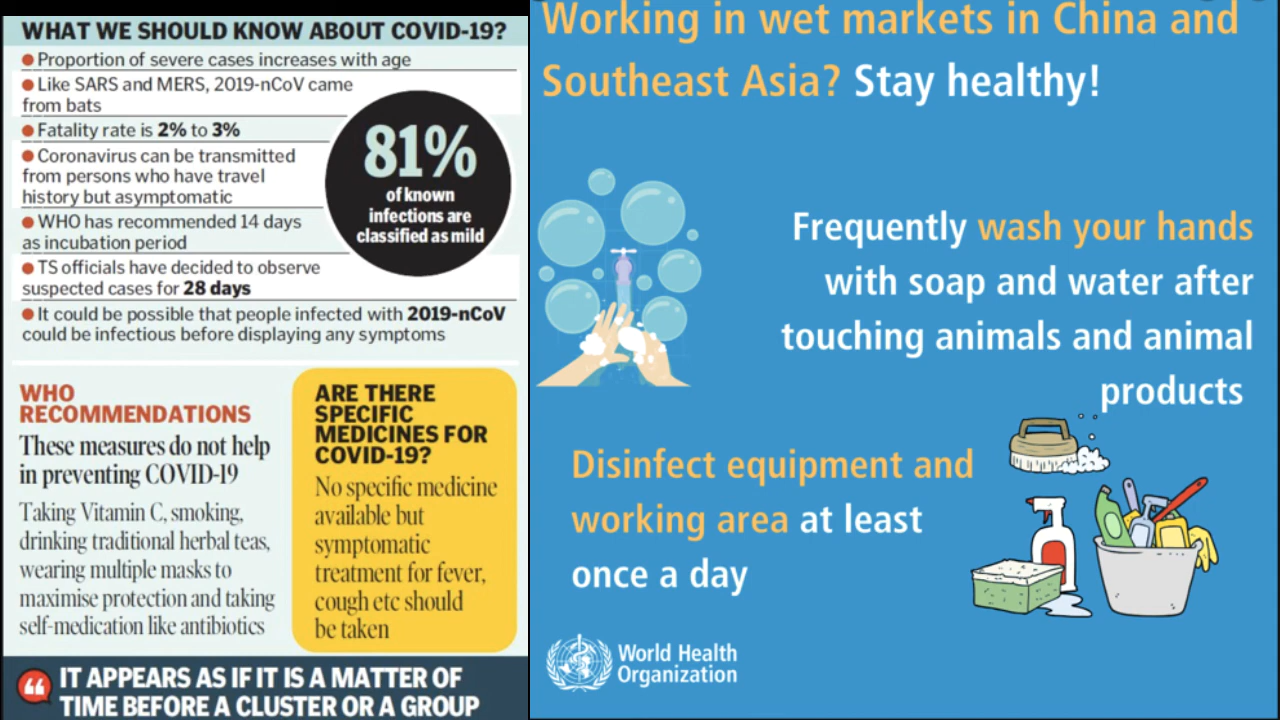 WHAT WE SHOULD KNOW ABOUT COVID-19?
Proportion of severe cases increases with age
Like SARS and MERS, 2019-nCoV came
from bats
Fatality rate is 2% to 3%
Coronavirus can be transmitted
from persons who have travel
history but asymptomatic
WHO has recommended 14 days
as incubation period
TS officials have decided to observe
suspected cases for 28 days
It could be possible that people infected with 2019-nCoV
could be infectious before displaying any symptoms
81%
of known
infections are
classified as mild
WHO
RECOMMENDATIONS
These measures do not help
in preventing COVID-19
Taking Vitamin C, smoking,
drinking traditional herbal teas,
wearing multiple masks to
maximise protection and taking
self-medication like antibiotics
ARE THERE
SPECIFIC
MEDICINES FOR
COVID-19?
No specific medicine
available but
symptomatic
treatment for fever,
cough etc should
be taken
IT APPEARS AS IF IT IS A MATTER OF
TIME BEFORE A CLUSTER OR A GROUP
Working in wet markets in China and
Southeast Asia? Stay healthy!
Frequently wash your hands
with soap and water after
touching animals and animal
products
Disinfect equipment and
working area at least
once a day
World Health
Organization